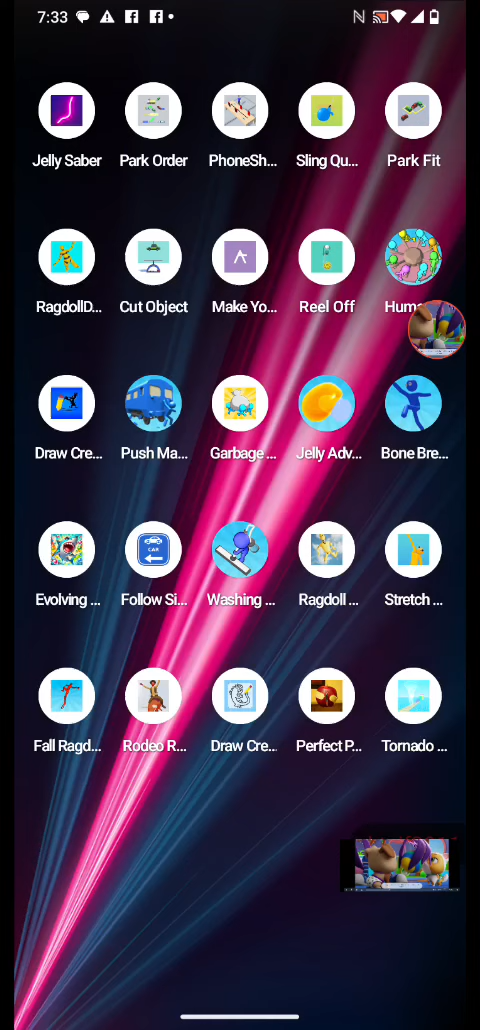 7:33
Jelly Saber
Park Order
PhoneSh...
Sling Qu...
Park Fit
RagdollD...
Cut Object
Make Yo...
Reel Off
Huma
Draw Cre...
Push Ma...
Garbage ...
Jelly Adv...
Bone Bre...
Evolving ...
CAR
Follow Si...
Washing ...
Ragdoll ...
Stretch ...
Fall Ragd...
Rodeo R...
Draw Cre...
Perfect P...
Tornado ...